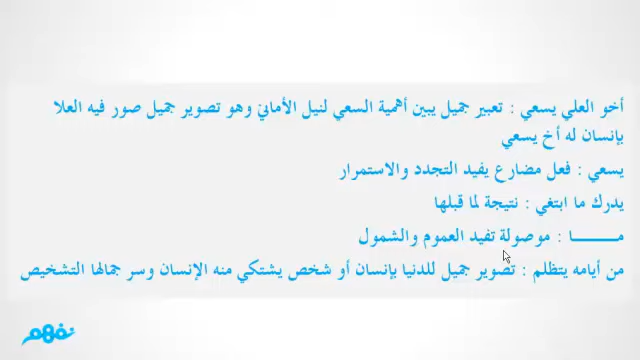 أخو العلي يسعي : تعبير جميل يبين أهمية السعي لنيل الأماني وهو تصوير جميل صور فيه العلا
بإنسان له أخ يسعي
يسعي : فعل مضارع يفيد التجدد والاستمرار
يدرك ما ابتغي : نتيجة لما قبلها
مـــــــا : موصولة تفيد العموم والشمول
من أيامه يتظلم : تصوير جميل للدنيا بإنسان أو شخص يشتكي منه الإنسان وسر جمالها التشخيص
نفهم